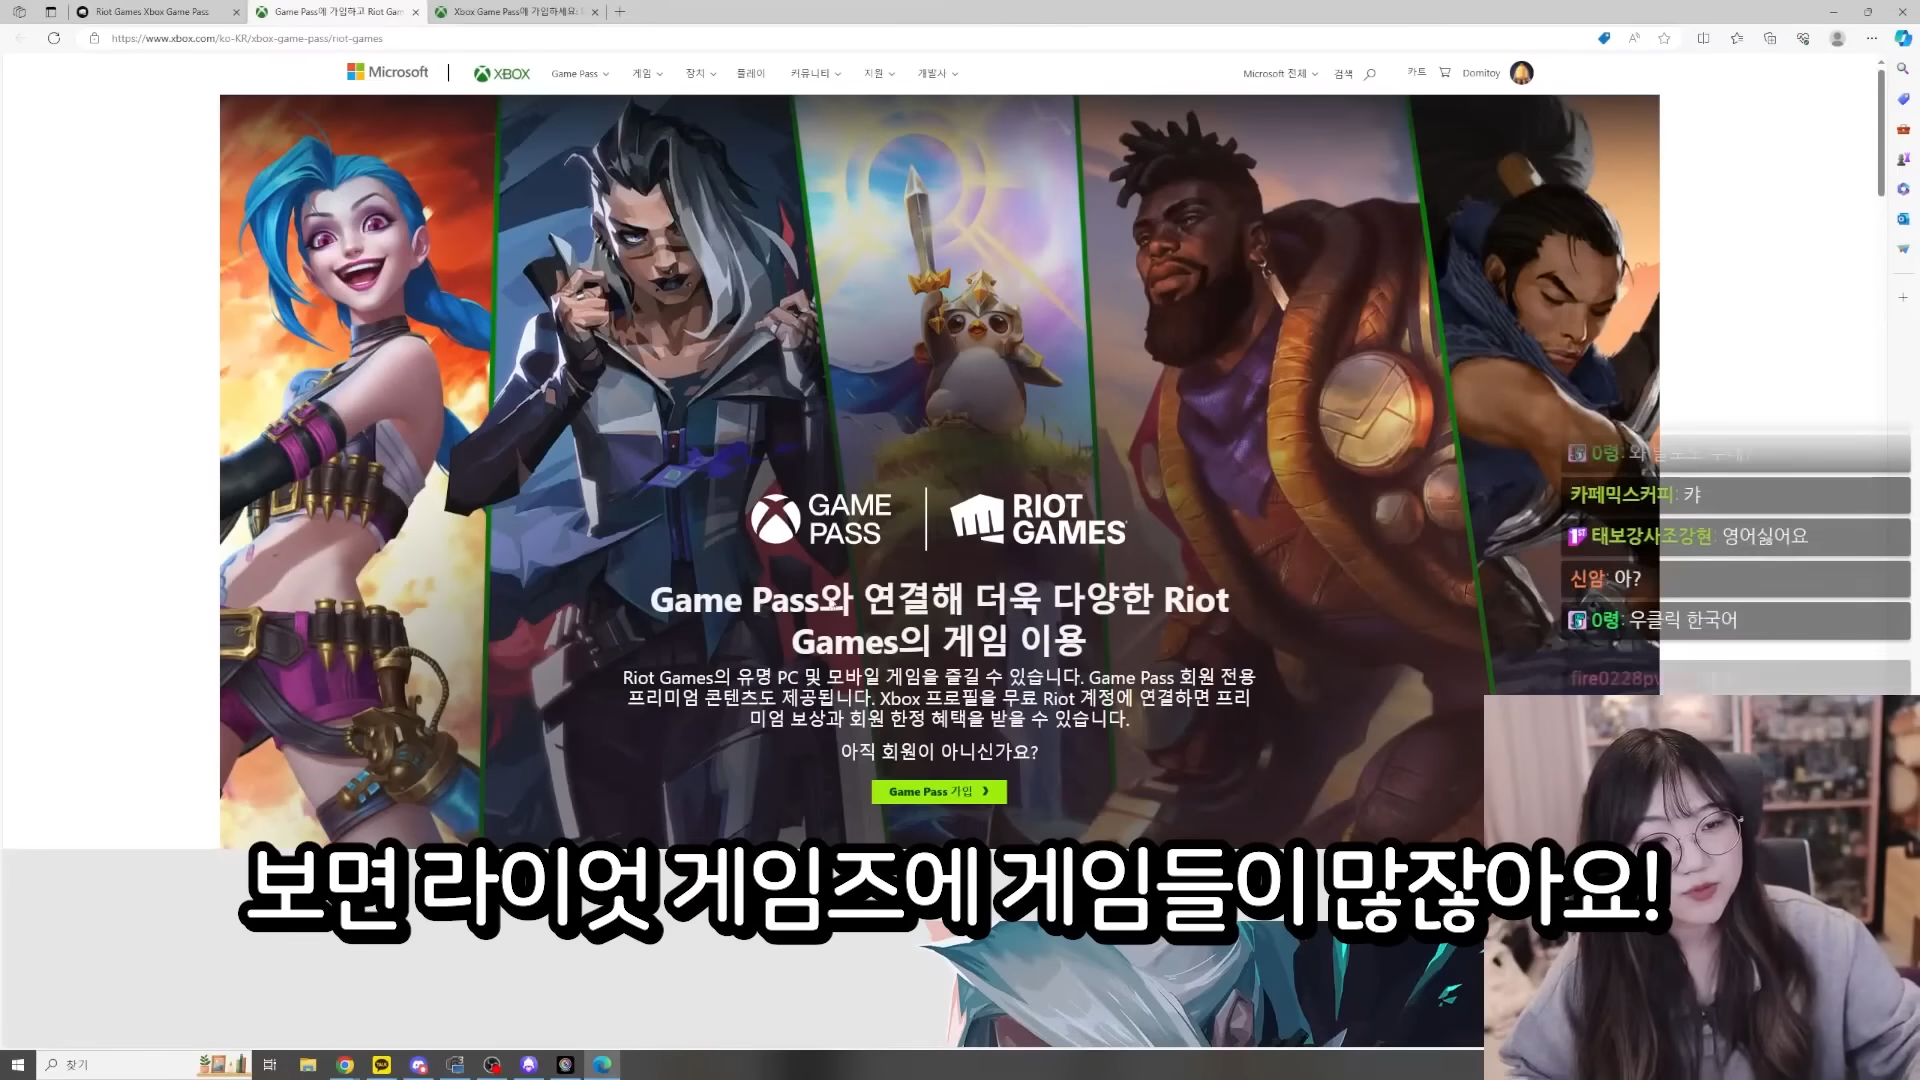 Riot Games Xbox Game Pass
Game Pass에 가입하고 Riot Gam
Xbox Game Pass에 가입하세요:
https://www.xbox.com/ko-KR/xbox-game-pass/riot-games
Microsoft
XBOX
Game Pass
게임
장치
플레이
커뮤니티
지원
개발사
Microsoft 전체
검색
카트
Domitoy
GAME PASS
RIOT GAMES
Game Pass와 연결해 더욱 다양한 Riot
Games의 게임 이용
Riot Games의 유명 PC 및 모바일 게임을 즐길 수 있습니다. Game Pass 회원 전용
프리미엄 콘텐츠도 제공됩니다. Xbox 프로필을 무료 Riot 계정에 연결하면 프리
미엄 보상과 회원 한정 혜택을 받을 수 있습니다.
아직 회원이 아니신가요?
Game Pass 가입
0령: 와
카페믹스커피: 캬
태보강사조강현: 영어싫어요
신암: 아?
0령: 우클릭 한국어
보면 라이엇 게임즈에 게임들이 많잖아요!
찾기